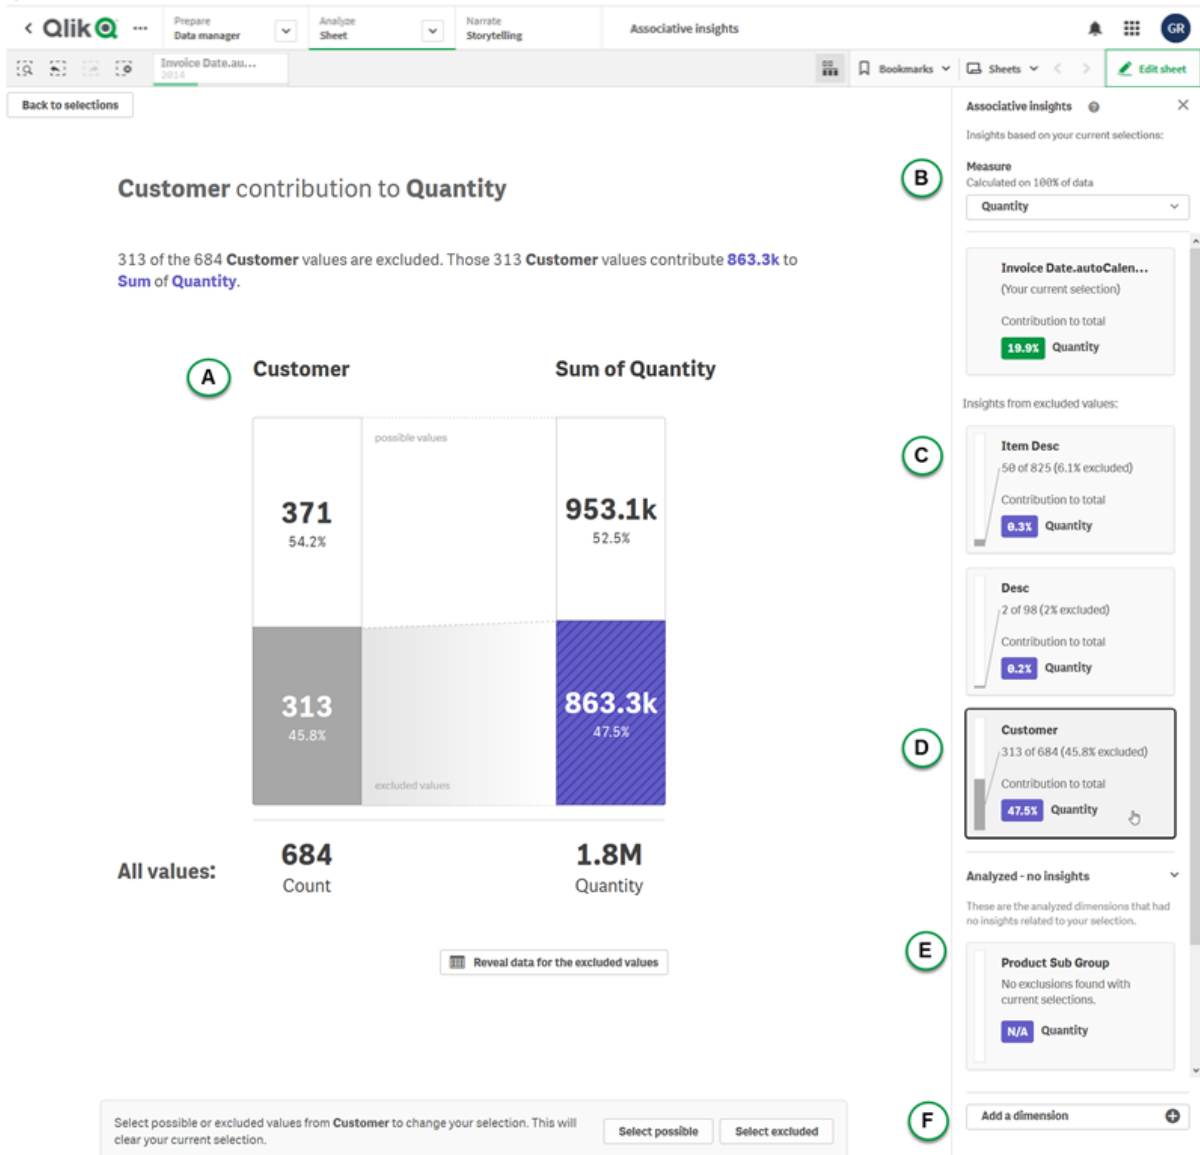 Qlik
Prepare
Data manager
Analyze
Sheet
Narrate
Storytelling
Associative insights
GR
Invoice Date.au...
2014
Bookmarks
Sheets
Edit sheet
Back to selections
Customer contribution to Quantity
313 of the 684 Customer values are excluded. Those 313 Customer values contribute 863.3k to
Sum of Quantity.
A
Customer
Sum of Quantity
possible values
371
54.2%
953.1k
52.5%
313
45.8%
863.3k
47.5%
excluded values
All values:
684
Count
1.8M
Quantity
Reveal data for the excluded values
Select possible or excluded values from Customer to change your selection. This will
clear your current selection.
Select possible
Select excluded
Associative insights
Insights based on your current selections:
B
Measure
Calculated on 100% of data
Quantity
Invoice Date.autoCalen...
(Your current selection)
Contribution to total
19.9% Quantity
Insights from excluded values:
C
Item Desc
50 of 825 (6.1% excluded)
Contribution to total
0.3% Quantity
Desc
2 of 98 (2% excluded)
Contribution to total
0.2% Quantity
D
Customer
313 of 684 (45.8% excluded)
Contribution to total
47.5% Quantity
Analyzed - no insights
These are the analyzed dimensions that had
no insights related to your selection.
E
Product Sub Group
No exclusions found with
current selections.
N/A Quantity
F
Add a dimension